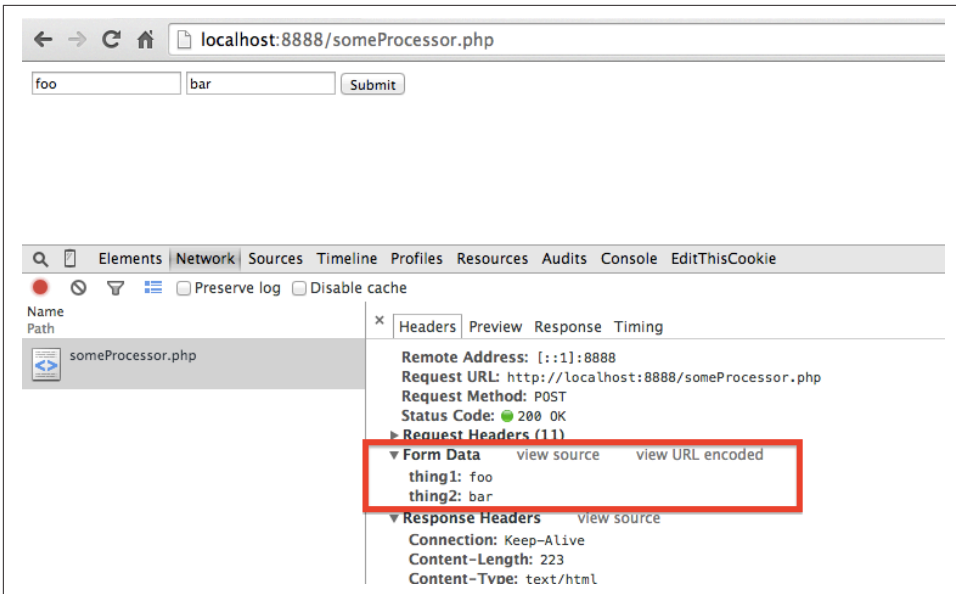 localhost:8888/someProcessor.php
foo bar Submit
Elements Network Sources Timeline Profiles Resources Audits Console EditThisCookie
Preserve log Disable cache
Name
Path
× Headers Preview Response Timing
someProcessor.php
Remote Address: [::1]:8888
Request URL: http://localhost:8888/someProcessor.php
Request Method: POST
Status Code: 200 OK
Request Headers (11)
Form Data view source view URL encoded
thing1: foo
thing2: bar
Response Headers view source
Connection: Keep-Alive
Content-Length: 223
Content-Type: text/html